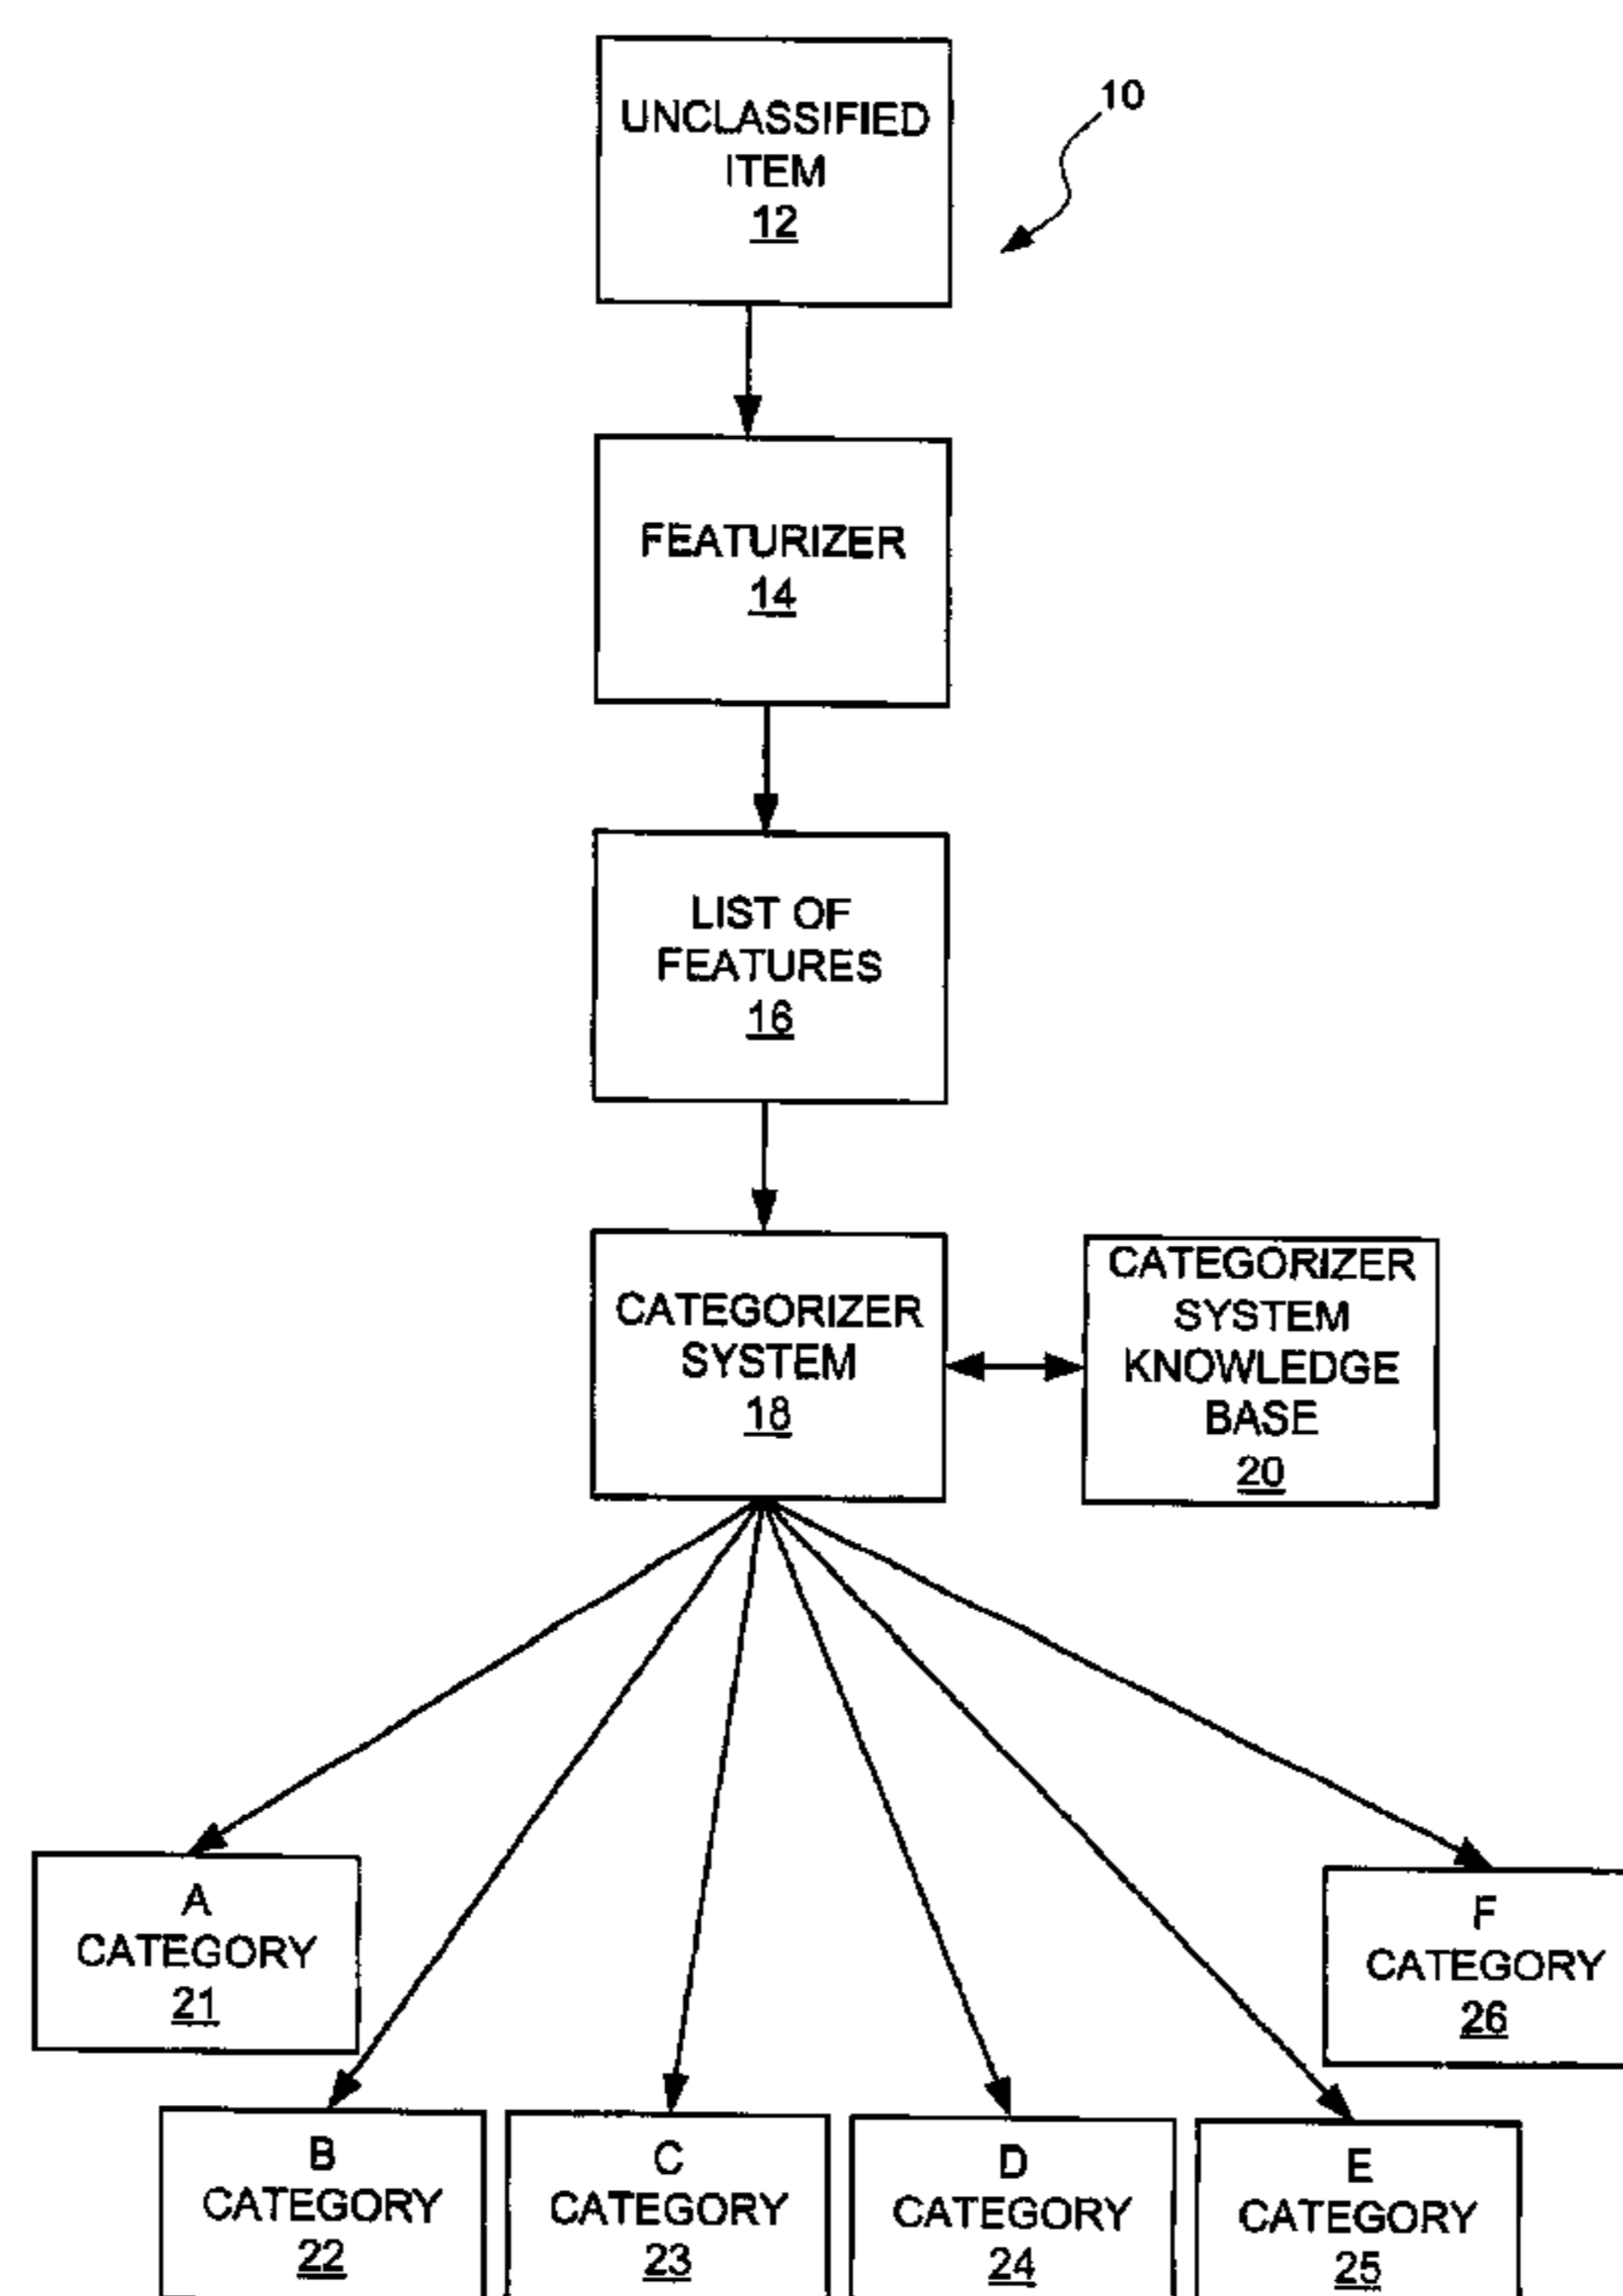 UNCLASSIFIED
ITEM
12
10
FEATURIZER
14
LIST OF
FEATURES
16
CATEGORIZER
SYSTEM
18
CATEGORIZER
SYSTEM
KNOWLEDGE
BASE
20
A
CATEGORY
21
F
CATEGORY
26
B
CATEGORY
22
C
CATEGORY
23
D
CATEGORY
24
E
CATEGORY
25